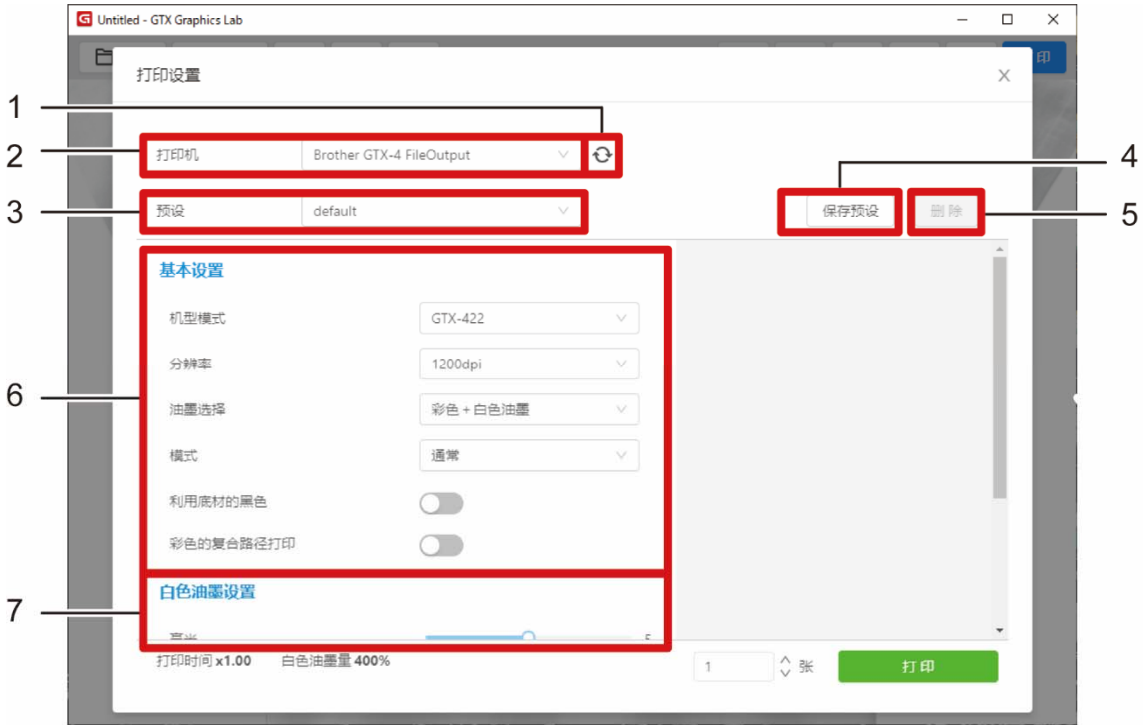 Untitled - GTX Graphics Lab
印
打印设置
1
2
打印机 Brother GTX-4 FileOutput
3
预设 default
保存预设 删除
4
5
基本设置
机型模式 GTX-422
分辨率 1200dpi
6
油墨选择 彩色 + 白色油墨
模式 通常
利用底材的黑色
彩色的复合路径打印
7
白色油墨设置
打印时间 x1.00 白色油墨量 400% 1 张 打印